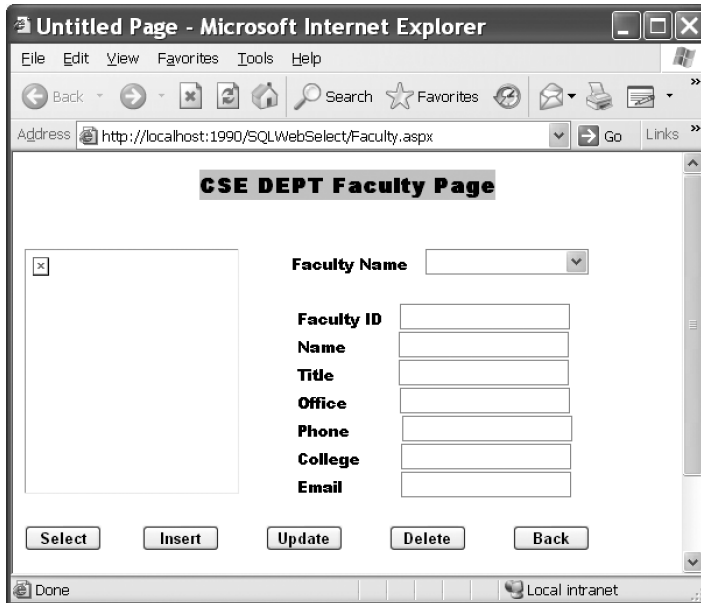 Untitled Page - Microsoft Internet Explorer
File Edit View Favorites Tools Help
Back Search Favorites »
Address http://localhost:1990/SQLWebSelect/Faculty.aspx Go Links »
CSE DEPT Faculty Page
Faculty Name
Faculty ID
Name
Title
Office
Phone
College
Email
Select Insert Update Delete Back
Done Local intranet